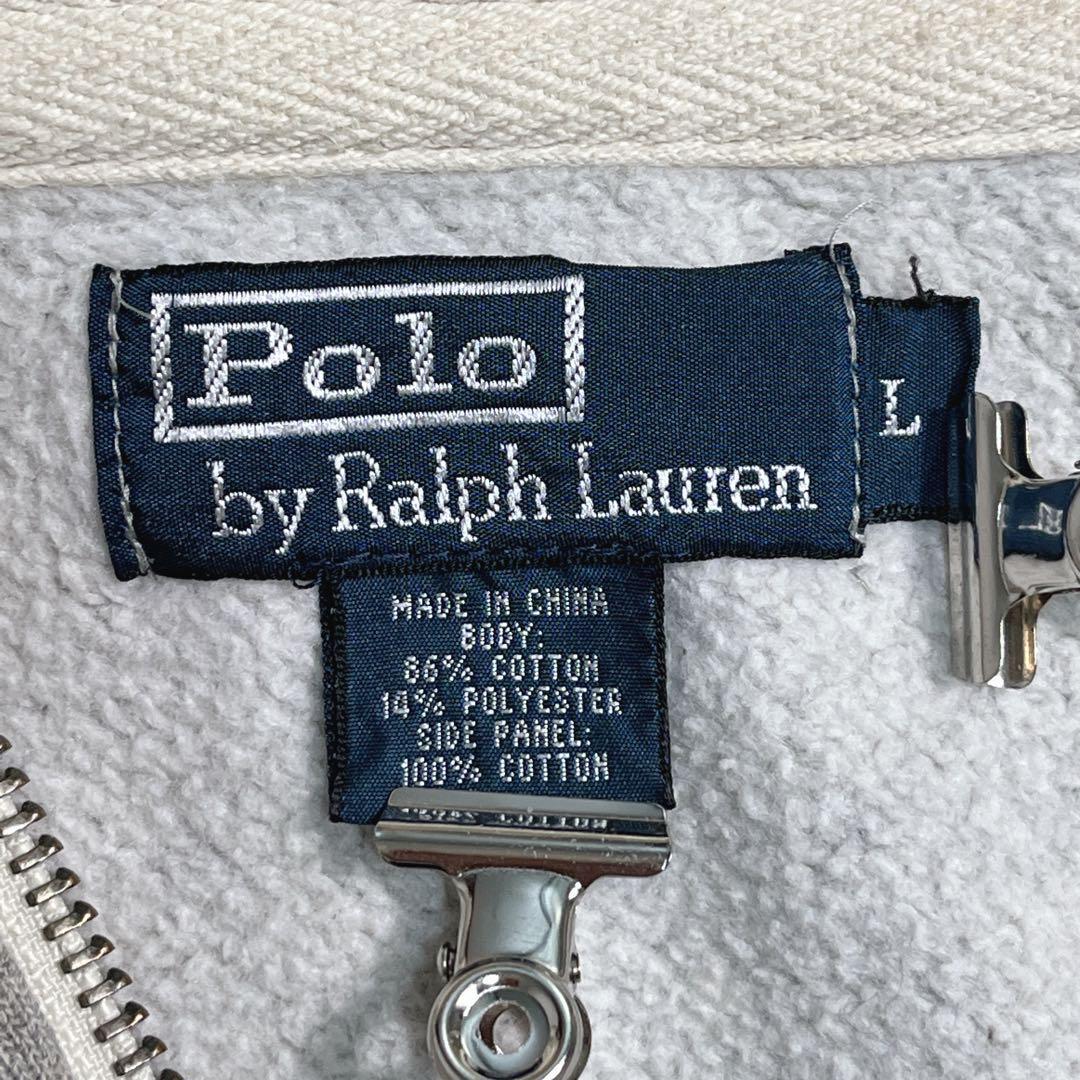 Polo
by Ralph Lauren
L
MADE IN CHINA
BODY:
86% COTTON
14% POLYESTER
SIDE PANEL:
100% COTTON